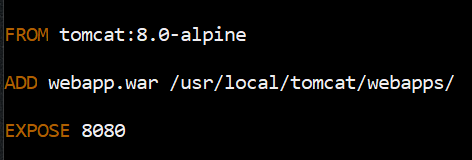 FROM tomcat:8.0-alpine
ADD webapp.war /usr/local/tomcat/webapps/
EXPOSE 8080